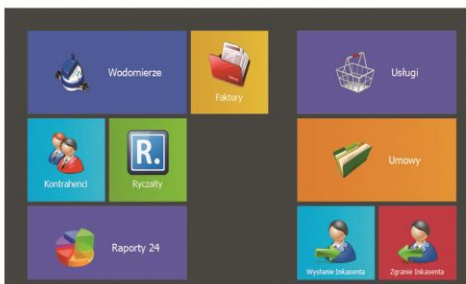 Wodomierze
Faktury
Usługi
Kontrahenci
R.
Ryczałty
Umowy
Raporty 24
Wysłanie Inkasenta
Zgranie Inkasenta